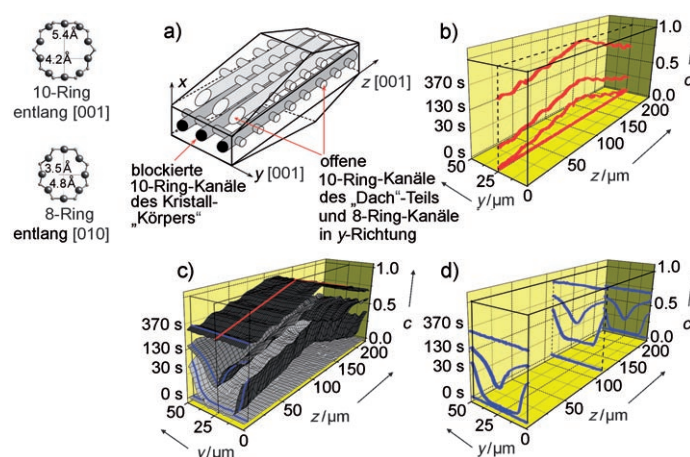 5.4Å
4.2Å
10-Ring
entlang [001]
3.5Å
4.8Å
8-Ring
entlang [010]
a)
x
z [001]
y [001]
blockierte
10-Ring-Kanäle
des Kristall-
„Körpers“
offene
10-Ring-Kanäle
des „Dach“-Teils
und 8-Ring-Kanäle
in y-Richtung
b)
1.0
0.5
0.0
c
370 s
130 s
30 s
0 s
50
25
0
y/µm
50
100
150
200
z/µm
c)
1.0
0.5
0.0
c
370 s
130 s
30 s
0 s
50
25
0
y/µm
50
100
150
200
z/µm
d)
1.0
0.5
0.0
c
370 s
130 s
30 s
0 s
50
25
0
y/µm
50
100
150
200
z/µm